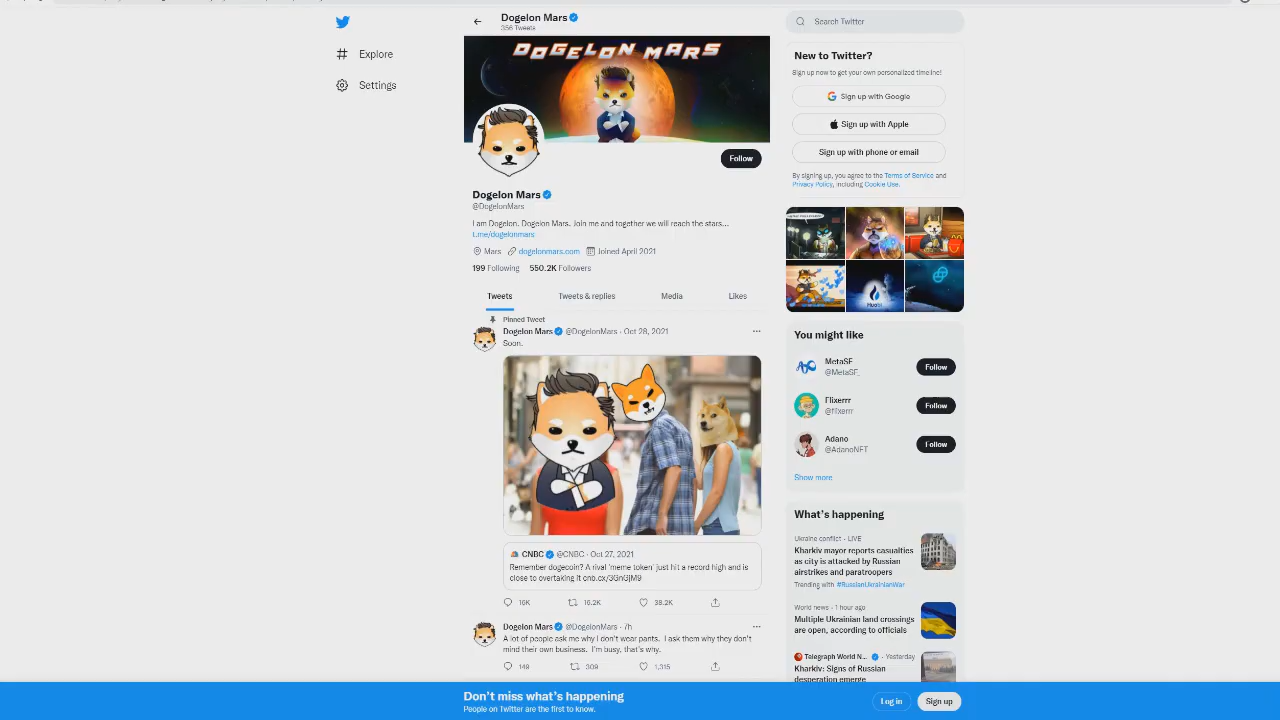 Dogelon Mars
356 Tweets
Explore
Settings
DOGELON MARS
Follow
Dogelon Mars
@DogelonMars
I am Dogelon. Dogelon Mars. Join me and together we will reach the stars...
t.me/dogelonmars
Mars dogelonmars.com Joined April 2021
199 Following 550.2K Followers
Tweets Tweets & replies Media Likes
Pinned Tweet
Dogelon Mars @DogelonMars · Oct 28, 2021
Soon.
CNBC @CNBC · Oct 27, 2021
Remember dogecoin? A rival 'meme token' just hit a record high and is
close to overtaking it cnb.cx/3GnGjM9
16K 16.2K 38.2K
Dogelon Mars @DogelonMars · 7h
A lot of people ask me why I don't wear pants. I ask them why they don't
mind their own business. I'm busy, that's why.
149 309 1,315
Search Twitter
New to Twitter?
Sign up now to get your own personalized timeline!
Sign up with Google
Sign up with Apple
Sign up with phone or email
By signing up, you agree to the Terms of Service and
Privacy Policy, including Cookie Use.
Huobi
You might like
MetaSF
@MetaSF_
Follow
Flixerrr
@flixerrr
Follow
Adano
@AdanoNFT
Follow
Show more
What's happening
Ukraine conflict · LIVE
Kharkiv mayor reports casualties
as city is attacked by Russian
airstrikes and paratroopers
Trending with #RussianUkrainianWar
World news · 1 hour ago
Multiple Ukrainian land crossings
are open, according to officials
Telegraph World N... · Yesterday
Kharkiv: Signs of Russian
desperation emerge
Don't miss what's happening
People on Twitter are the first to know.
Log in
Sign up